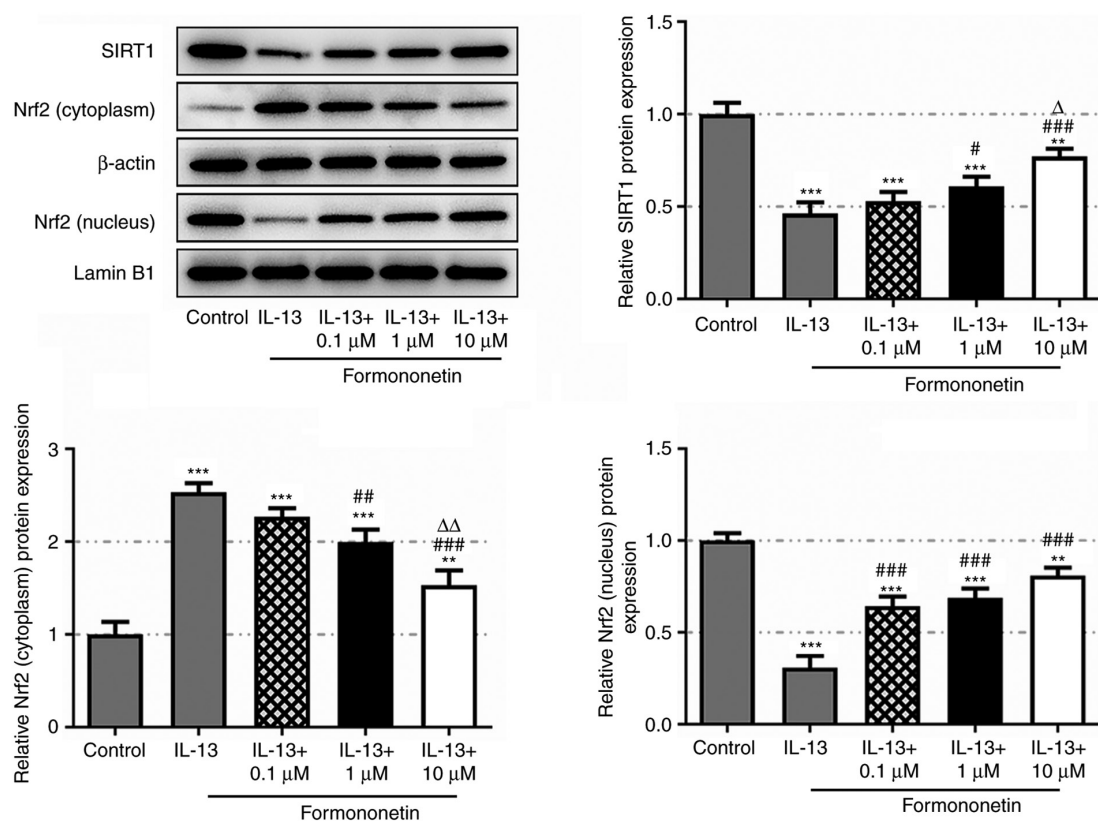 SIRT1
Nrf2 (cytoplasm)
β-actin
Nrf2 (nucleus)
Lamin B1
Control IL-13 IL-13+ IL-13+ IL-13+
0.1 μM 1 μM 10 μM
Formononetin
Relative SIRT1 protein expression
1.5
1.0
0.5
0.0
***
***
#
***
Δ
###
**
Control IL-13 IL-13+ IL-13+ IL-13+
0.1 μM 1 μM 10 μM
Formononetin
Relative Nrf2 (cytoplasm) protein expression
3
2
1
0
***
***
##
***
ΔΔ
###
**
Control IL-13 IL-13+ IL-13+ IL-13+
0.1 μM 1 μM 10 μM
Formononetin
Relative Nrf2 (nucleus) protein
expression
1.5
1.0
0.5
0.0
***
###
***
###
***
###
**
Control IL-13 IL-13+ IL-13+ IL-13+
0.1 μM 1 μM 10 μM
Formononetin